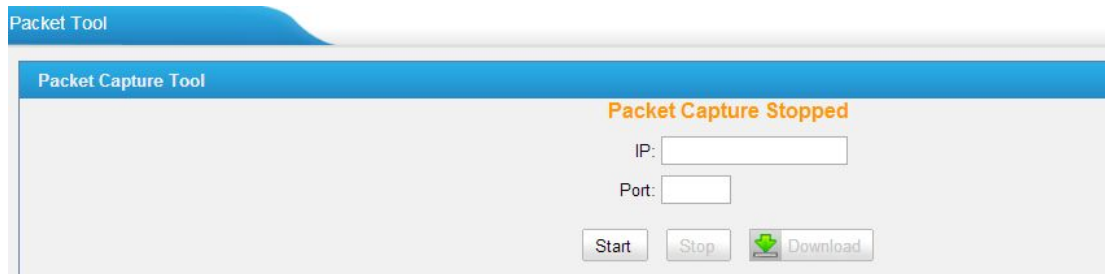 Packet Tool
Packet Capture Tool
Packet Capture Stopped
IP:
Port:
Start Stop Download